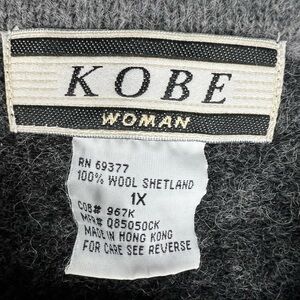 KOBE
WOMAN
RN 69377
100% WOOL SHETLAND
1X
COB# 967K
MFR# Q85050CK
MADE IN HONG KONG
FOR CARE SEE REVERSE